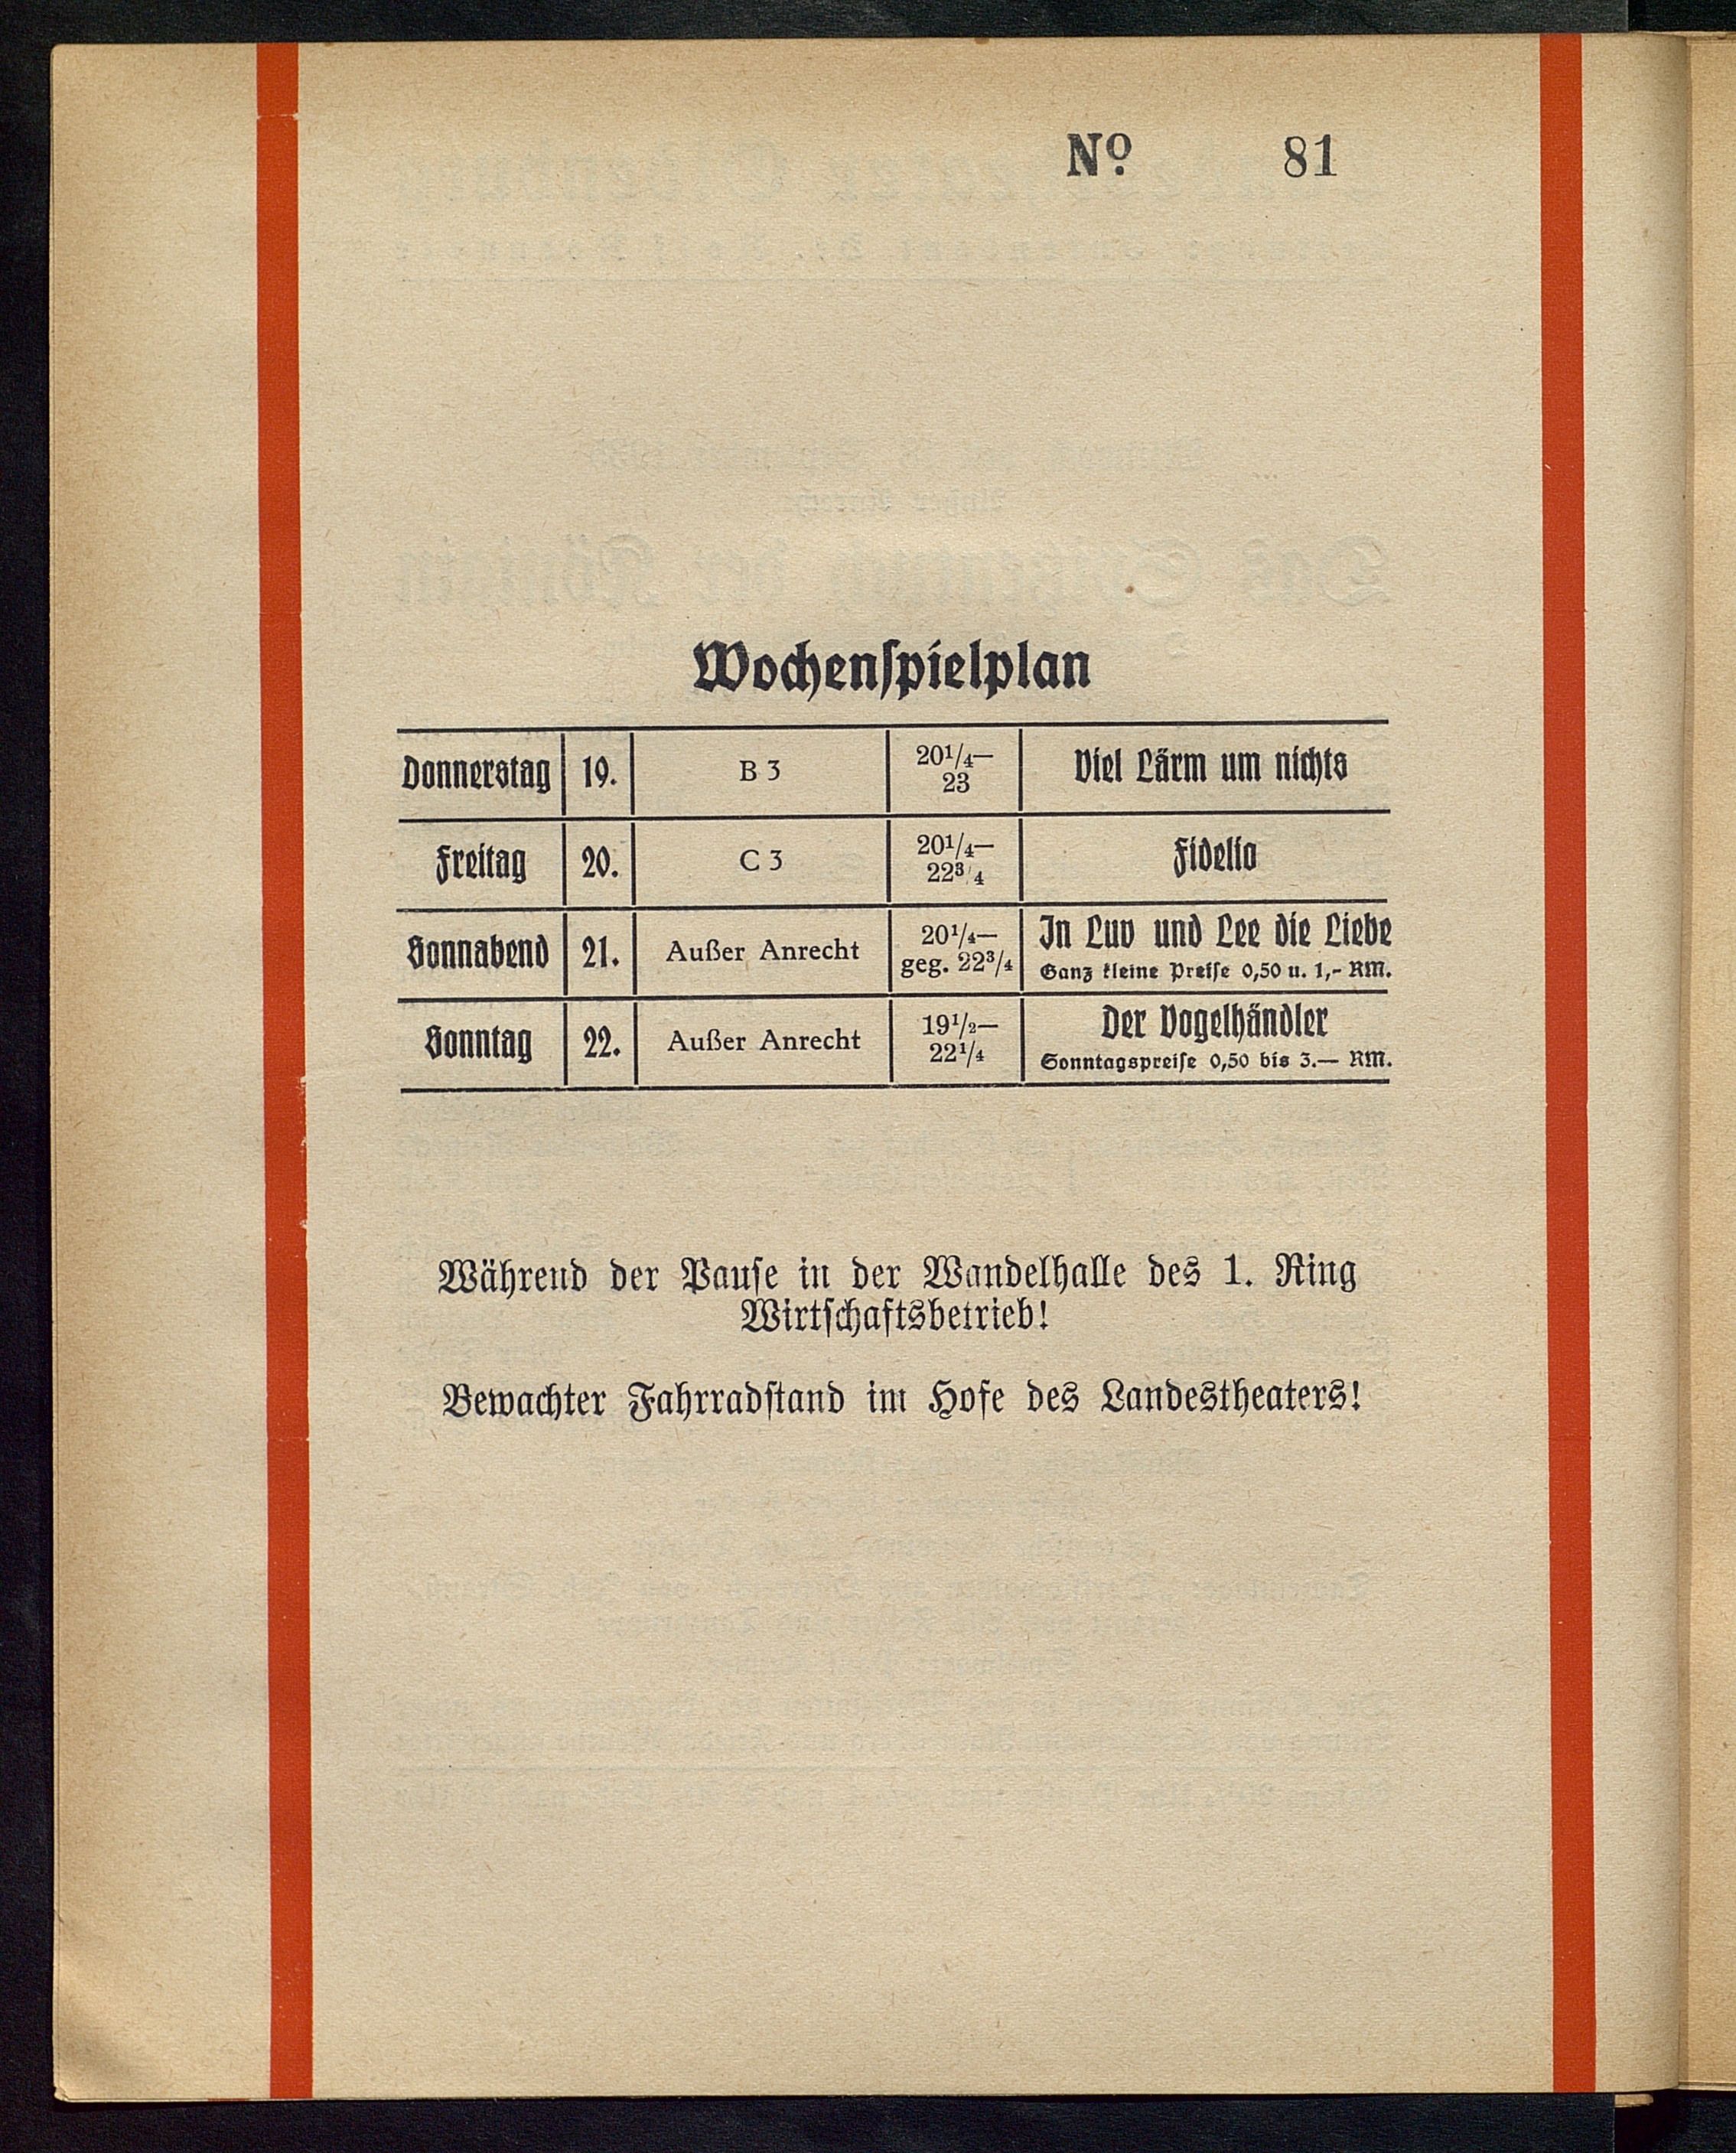 Nº 81
Wochenspielplan
Donnerstag 19. B 3 20¹/₄— 23 Viel Lärm um nichts
Freitag 20. C 3 20¹/₄— 22³/₄ Fidelio
Sonnabend 21. Außer Anrecht 20¹/₄— geg. 22³/₄ In Luv und Lee die Liebe
Ganz kleine Preise 0,50 u. 1,- RM.
Sonntag 22. Außer Anrecht 19¹/₂— 22¹/₄ Der Vogelhändler
Sonntagspreise 0,50 bis 3.— RM.
Während der Pause in der Wandelhalle des 1. Ring
Wirtschaftsbetrieb!
Bewachter Fahrradstand im Hofe des Landestheaters!